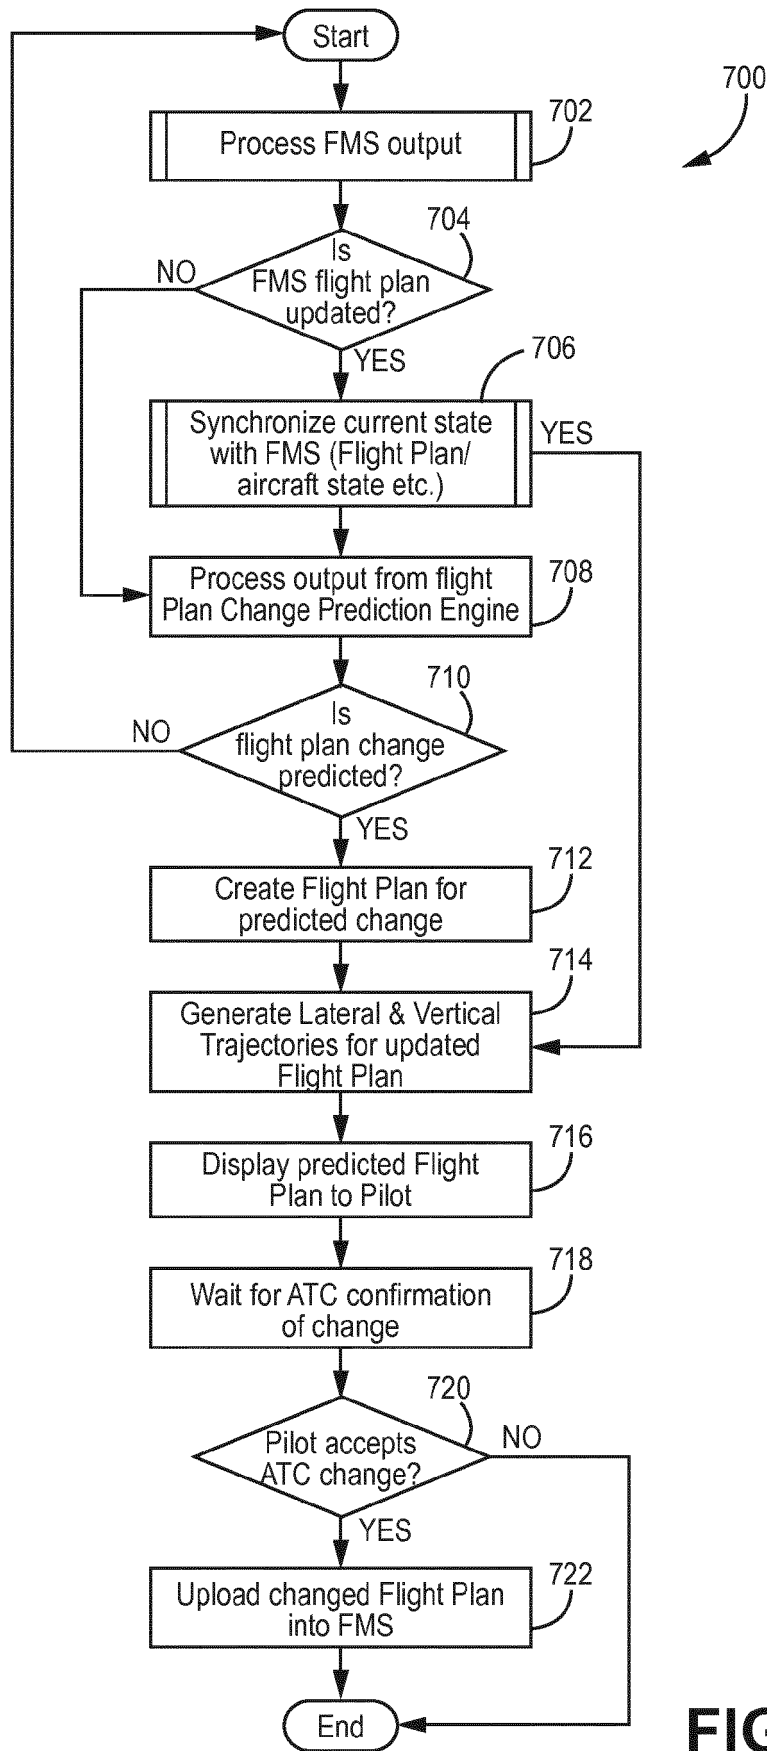 Start
700
702
Process FMS output
704
Is
FMS flight plan
updated?
NO
YES
706
Synchronize current state
with FMS (Flight Plan/
aircraft state etc.)
YES
Process output from flight
Plan Change Prediction Engine
708
710
Is
flight plan change
predicted?
NO
YES
712
Create Flight Plan for
predicted change
714
Generate Lateral & Vertical
Trajectories for updated
Flight Plan
716
Display predicted Flight
Plan to Pilot
718
Wait for ATC confirmation
of change
720
Pilot accepts
ATC change?
NO
YES
722
Upload changed Flight Plan
into FMS
End
FIG